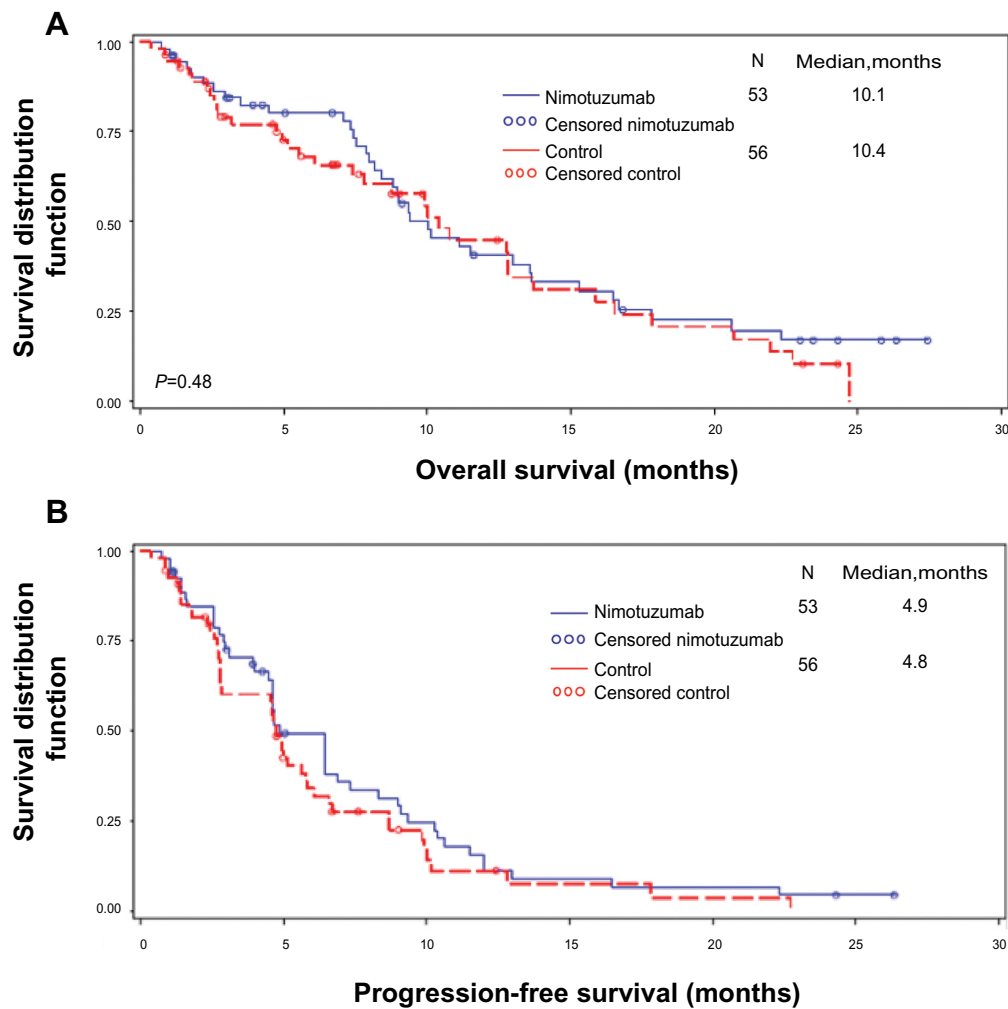 A
Survival distribution
function
1.00
0.75
0.50
0.25
0.00
N Median,months
Nimotuzumab 53 10.1
Censored nimotuzumab
Control 56 10.4
Censored control
P=0.48
0 5 10 15 20 25 30
Overall survival (months)
B
Survival distribution
function
1.00
0.75
0.50
0.25
0.00
N Median,months
Nimotuzumab 53 4.9
Censored nimotuzumab
Control 56 4.8
Censored control
0 5 10 15 20 25 30
Progression-free survival (months)